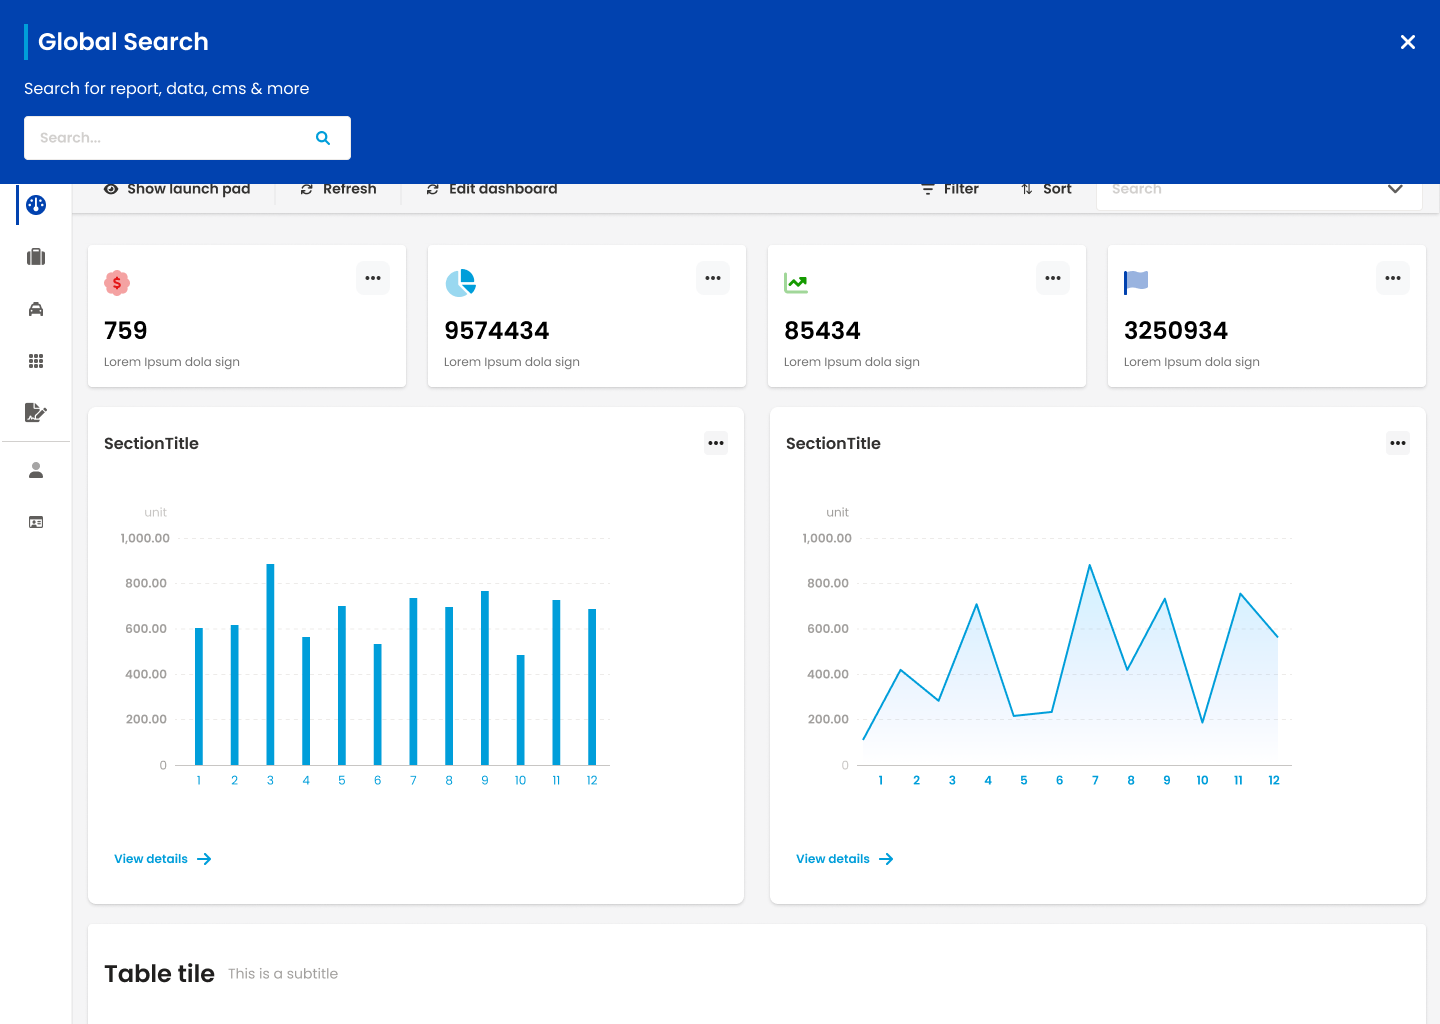 Global Search
Search for report, data, cms & more
Search...
Show launch pad
Refresh
Edit dashboard
Filter
Sort
Search
$
759
Lorem Ipsum dola sign
9574434
Lorem Ipsum dola sign
85434
Lorem Ipsum dola sign
3250934
Lorem Ipsum dola sign
SectionTitle
unit
1,000.00
800.00
600.00
400.00
200.00
0
1 2 3 4 5 6 7 8 9 10 11 12
View details
SectionTitle
unit
1,000.00
800.00
600.00
400.00
200.00
0
1 2 3 4 5 6 7 8 9 10 11 12
View details
Table tile This is a subtitle